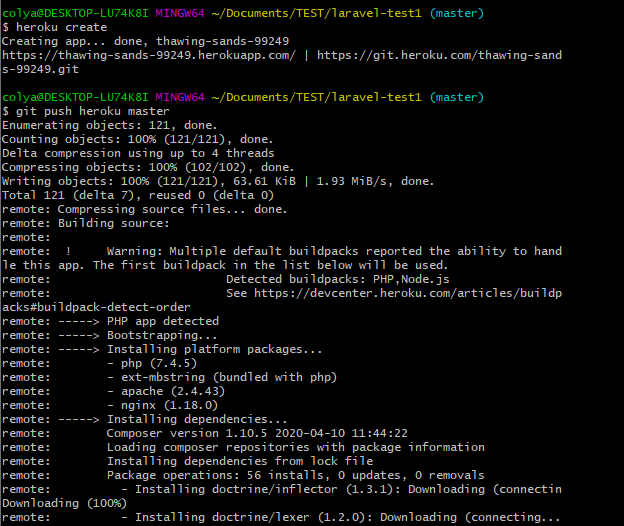 colya@DESKTOP-LU74K8I MINGW64 ~/Documents/TEST/laravel-test1 (master)
$ heroku create
Creating app... done, thawing-sands-99249
https://thawing-sands-99249.herokuapp.com/ | https://git.heroku.com/thawing-sand
s-99249.git
colya@DESKTOP-LU74K8I MINGW64 ~/Documents/TEST/laravel-test1 (master)
$ git push heroku master
Enumerating objects: 121, done.
Counting objects: 100% (121/121), done.
Delta compression using up to 4 threads
Compressing objects: 100% (102/102), done.
Writing objects: 100% (121/121), 63.61 KiB | 1.93 MiB/s, done.
Total 121 (delta 7), reused 0 (delta 0)
remote: Compressing source files... done.
remote: Building source:
remote:
remote:  !     Warning: Multiple default buildpacks reported the ability to hand
le this app. The first buildpack in the list below will be used.
remote:                         Detected buildpacks: PHP,Node.js
remote:                         See https://devcenter.heroku.com/articles/buildp
acks#buildpack-detect-order
remote: -----> PHP app detected
remote: -----> Bootstrapping...
remote: -----> Installing platform packages...
remote:        - php (7.4.5)
remote:        - ext-mbstring (bundled with php)
remote:        - apache (2.4.43)
remote:        - nginx (1.18.0)
remote: -----> Installing dependencies...
remote:        Composer version 1.10.5 2020-04-10 11:44:22
remote:        Loading composer repositories with package information
remote:        Installing dependencies from lock file
remote:        Package operations: 56 installs, 0 updates, 0 removals
remote:          - Installing doctrine/inflector (1.3.1): Downloading (connectin
Downloading (100%)
remote:          - Installing doctrine/lexer (1.2.0): Downloading (connecting...